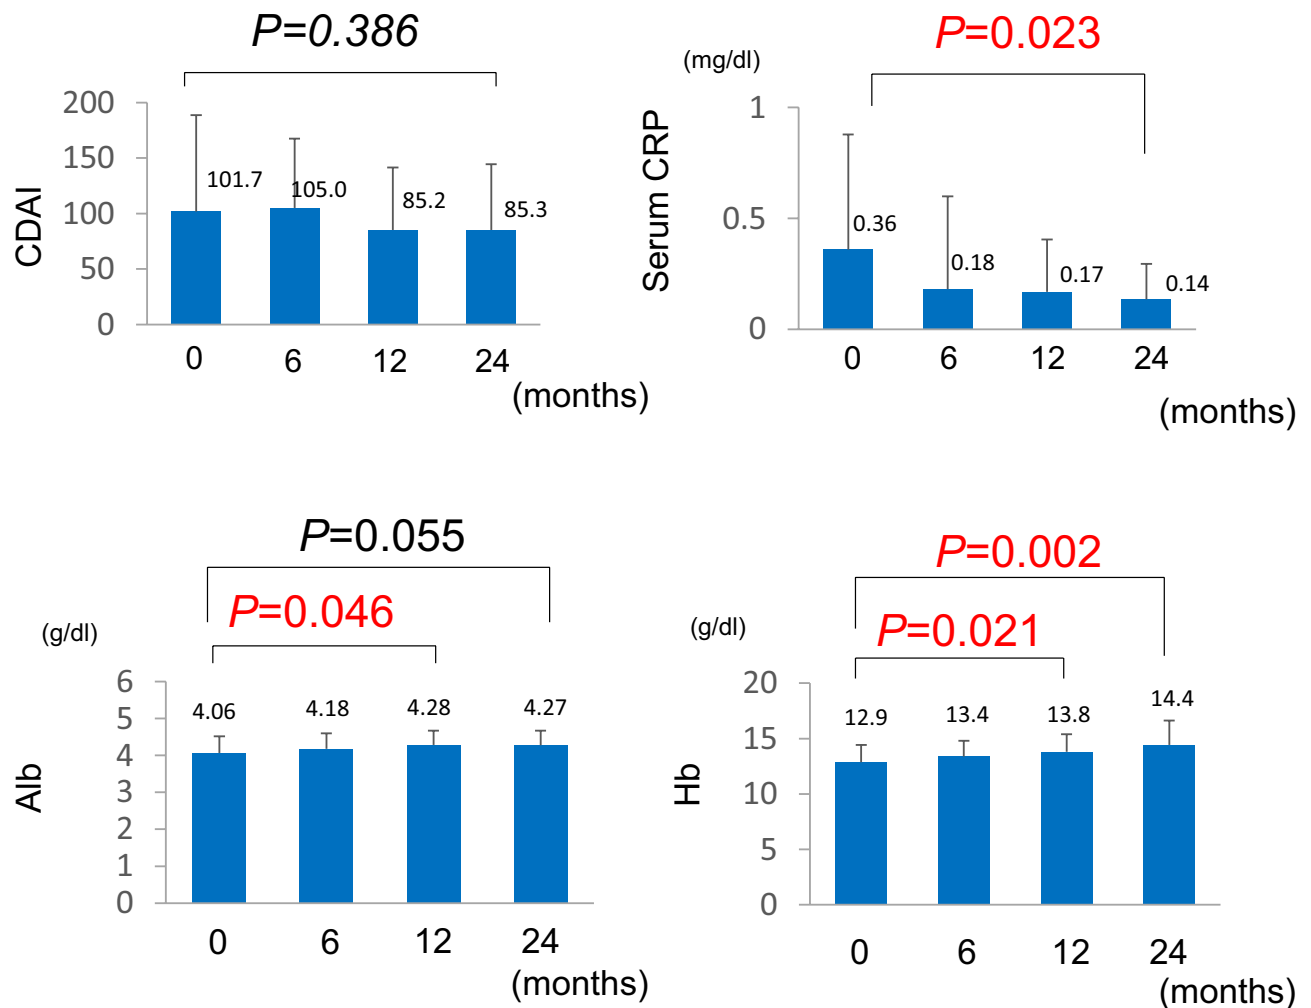 P=0.386
CDAI
200
150
100
50
0
101.7
105.0
85.2
85.3
0 6 12 24
(months)
P=0.023
(mg/dl)
Serum CRP
1
0.5
0
0.36
0.18
0.17
0.14
0 6 12 24
(months)
P=0.055
P=0.046
(g/dl)
Alb
6
5
4
3
2
1
0
4.06 4.18 4.28 4.27
0 6 12 24
(months)
P=0.002
P=0.021
(g/dl)
Hb
20
15
10
5
0
12.9 13.4 13.8 14.4
0 6 12 24
(months)